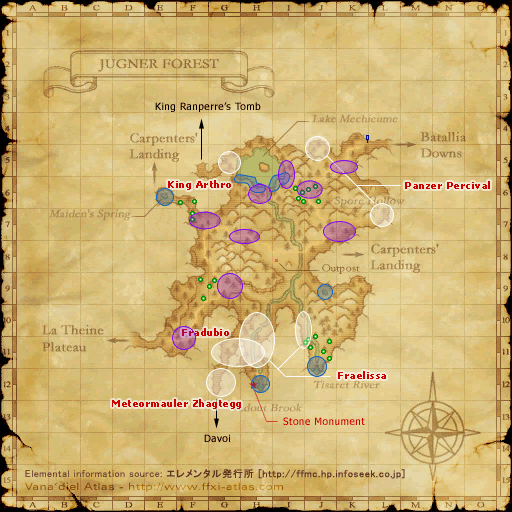 A B C D E F G H I J K L M N O
JUGNER FOREST
King Ranperre's Tomb
Lake Mechieume
Carpenters'
Landing
Batallia
Downs
King Arthro
Panzer Percival
Maiden's Spring
Spore Hollow
Carpenters'
Landing
Outpost
La Theine
Plateau
Fradubio
Fraelissa
Tisaret River
Meteormauler Zhagtegg
Brook
Stone Monument
Davoi
Elemental information source: エレメンタル発行所 [http://ffmc.hp.infoseek.co.jp]
Vana'diel Atlas - http://www.ffxi-atlas.com